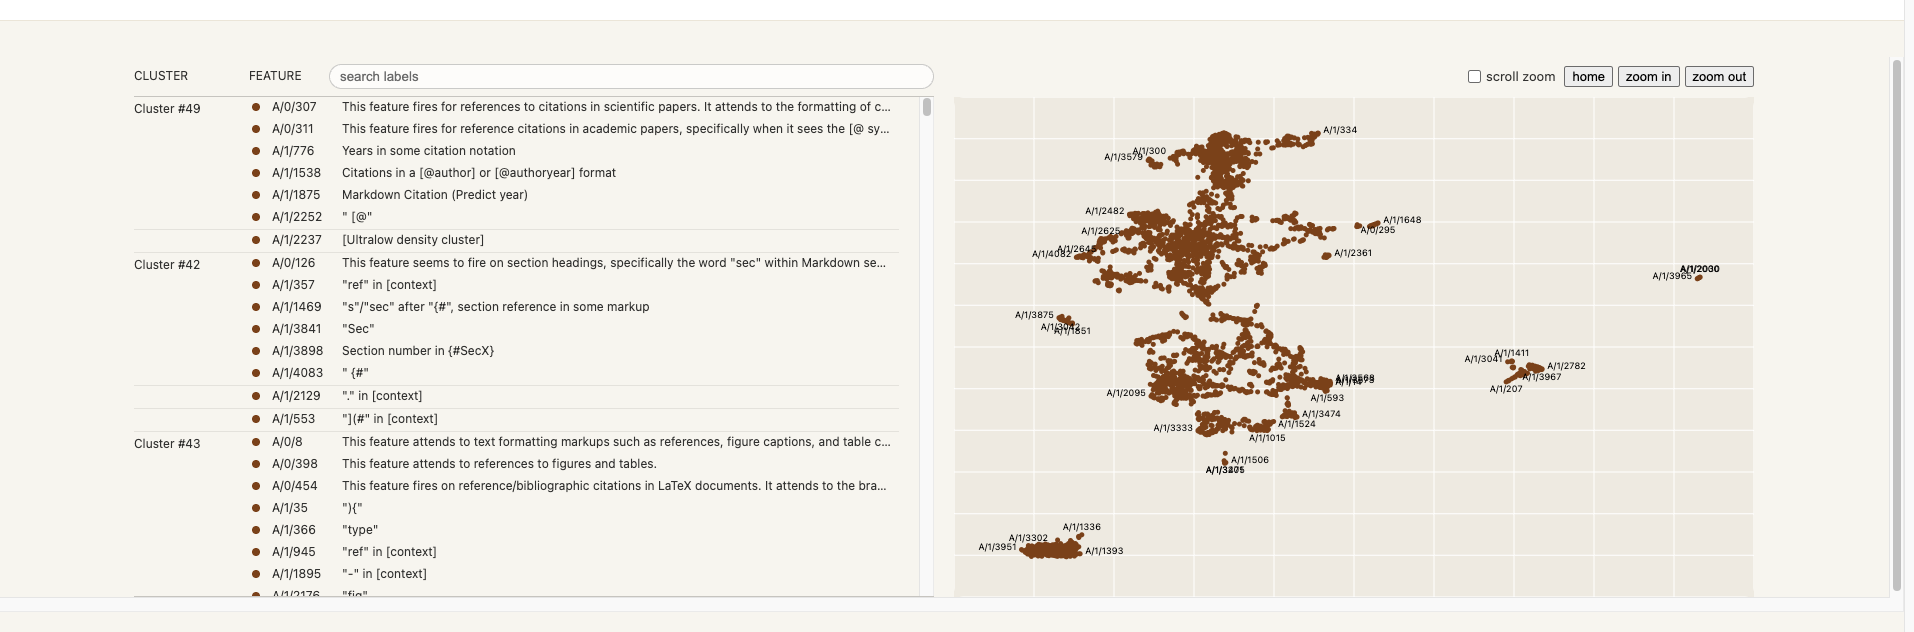 CLUSTER FEATURE search labels
scroll zoom home zoom in zoom out
Cluster #49 A/0/307 This feature fires for references to citations in scientific papers. It attends to the formatting of c...
A/0/311 This feature fires for reference citations in academic papers, specifically when it sees the [@ sy...
A/1/776 Years in some citation notation
A/1/1538 Citations in a [@author] or [@authoryear] format
A/1/1875 Markdown Citation (Predict year)
A/1/2252 " [@"
A/1/2237 [Ultralow density cluster]
Cluster #42 A/0/126 This feature seems to fire on section headings, specifically the word "sec" within Markdown se...
A/1/357 "ref" in [context]
A/1/1469 "s"/"sec" after "{#", section reference in some markup
A/1/3841 "Sec"
A/1/3898 Section number in {#SecX}
A/1/4083 " {#"
A/1/2129 "." in [context]
A/1/553 "](#" in [context]
Cluster #43 A/0/8 This feature attends to text formatting markups such as references, figure captions, and table c...
A/0/398 This feature attends to references to figures and tables.
A/0/454 This feature fires on reference/bibliographic citations in LaTeX documents. It attends to the bra...
A/1/35 "){"
A/1/366 "type"
A/1/945 "ref" in [context]
A/1/1895 "-" in [context]
A/1/2176 "fig"
A/1/334
A/1/300
A/1/3579
A/1/2482
A/1/1648
A/0/295
A/1/2625
A/1/2645
A/1/4082
A/1/2361
A/1/3965
A/1/3875
A/1/3042
A/1/1851
A/1/1411
A/1/3041
A/1/2782
A/1/3967
A/1/207
A/1/2095
A/1/593
A/1/3474
A/1/1524
A/1/3333
A/1/1015
A/1/1506
A/1/1336
A/1/3302
A/1/3951
A/1/1393